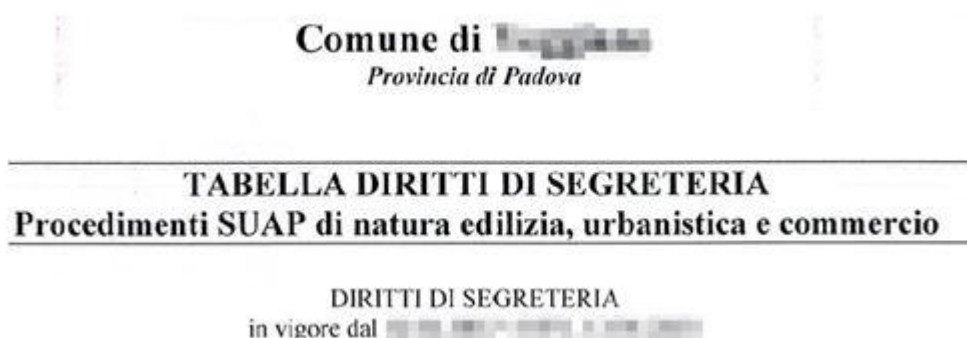 Comune di
Provincia di Padova
TABELLA DIRITTI DI SEGRETERIA
Procedimenti SUAP di natura edilizia, urbanistica e commercio
DIRITTI DI SEGRETERIA
in vigore dal